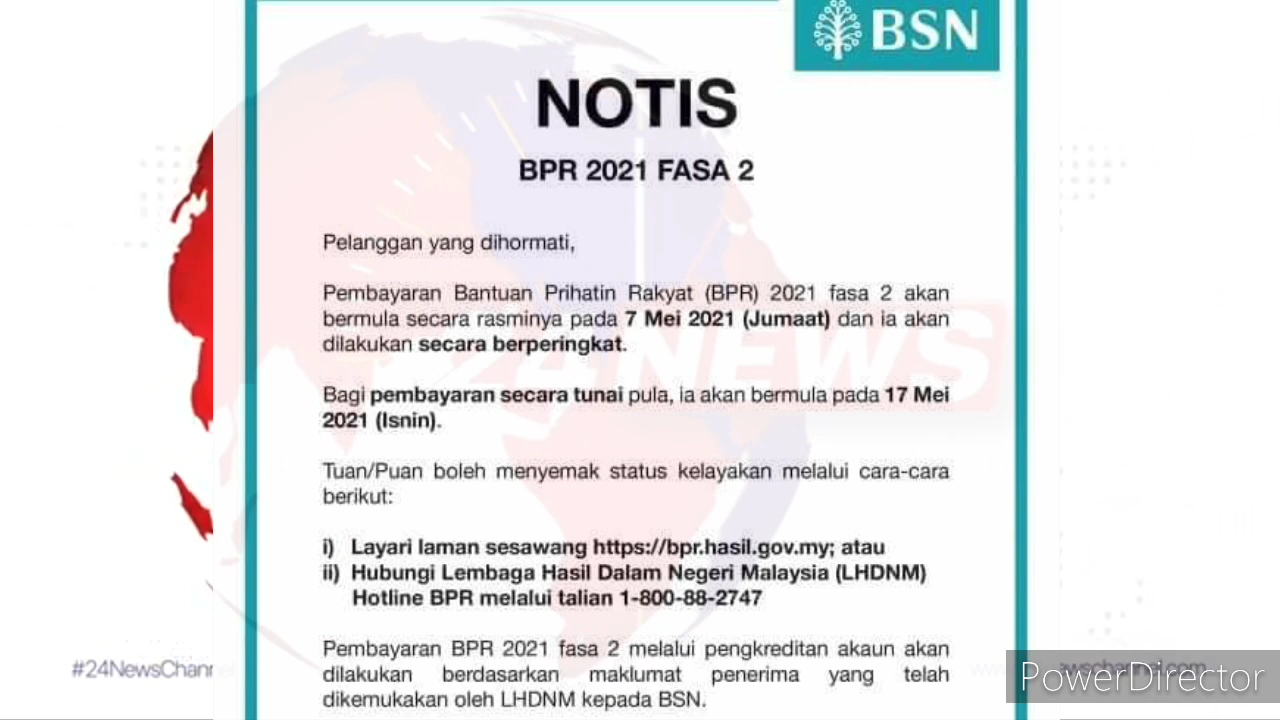 BSN
NOTIS
BPR 2021 FASA 2
Pelanggan yang dihormati,
Pembayaran Bantuan Prihatin Rakyat (BPR) 2021 fasa 2 akan
bermula secara rasminya pada 7 Mei 2021 (Jumaat) dan ia akan
dilakukan secara berperingkat.
24 NEWS
Bagi pembayaran secara tunai pula, ia akan bermula pada 17 Mei
2021 (Isnin).
Tuan/Puan boleh menyemak status kelayakan melalui cara-cara
berikut:
i) Layari laman sesawang https://bpr.hasil.gov.my; atau
ii) Hubungi Lembaga Hasil Dalam Negeri Malaysia (LHDNM)
Hotline BPR melalui talian 1-800-88-2747
Pembayaran BPR 2021 fasa 2 melalui pengkreditan akaun akan
dilakukan berdasarkan maklumat penerima yang telah
dikemukakan oleh LHDNM kepada BSN.
#24NewsChann
PowerDirector